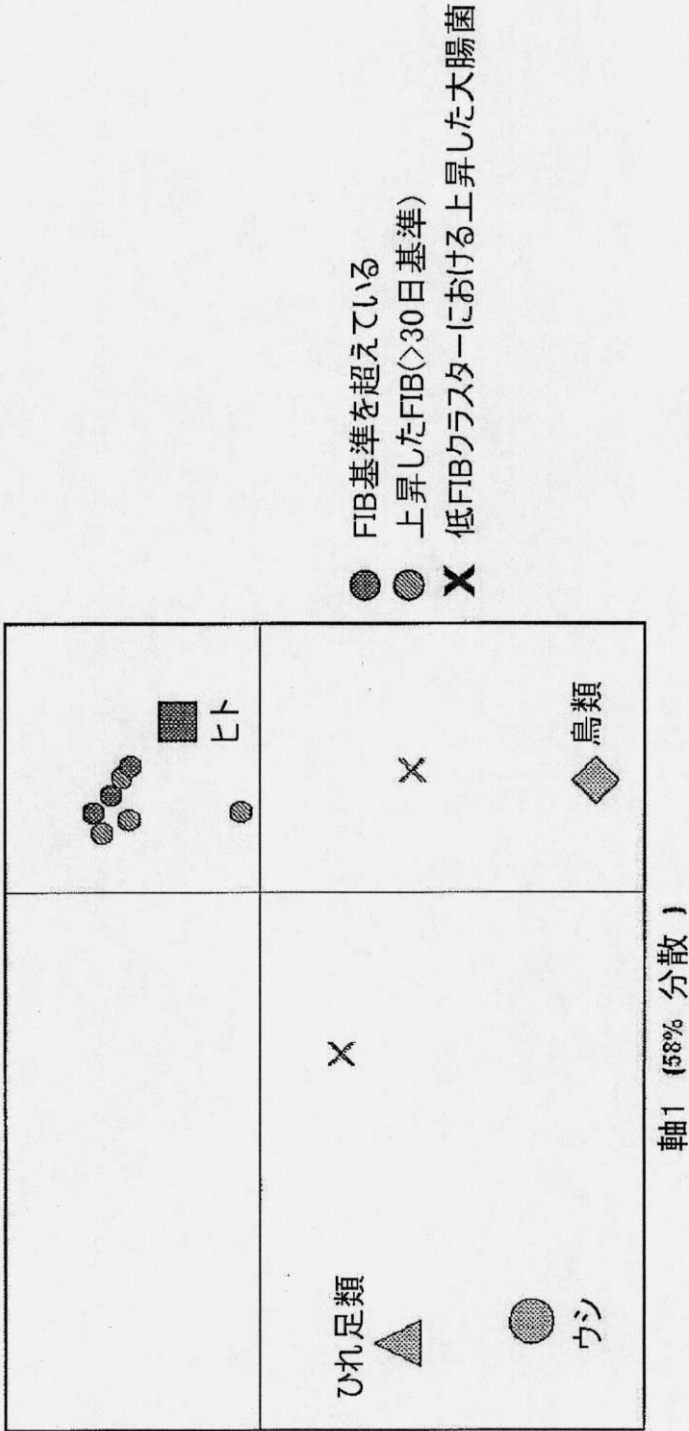 FIB基準を超えている
上昇したFIB(>30日基準)
低FIBクラスターにおける上昇した大腸菌
ヒト
ひれ足類
鳥類
ウシ
軸1 (58% 分散 )